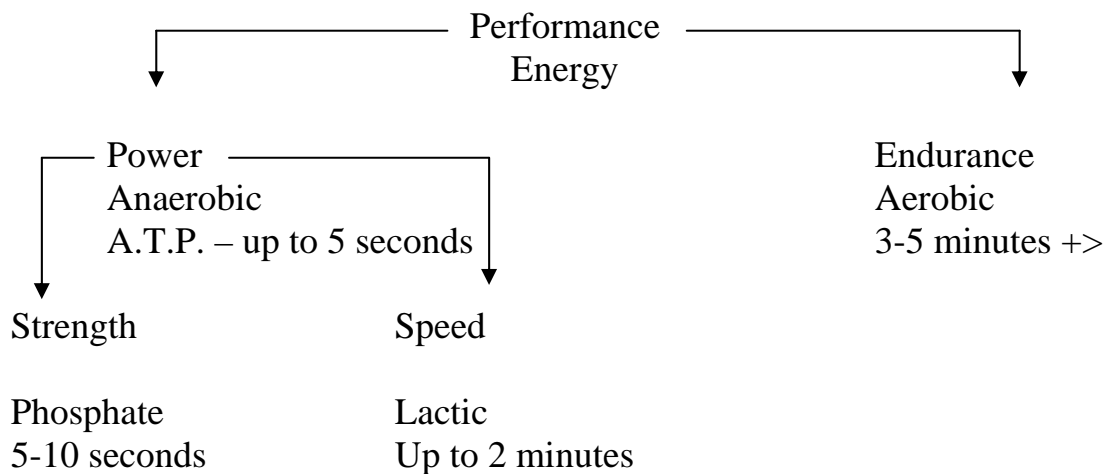 Performance
Energy
Power
Anaerobic
A.T.P. – up to 5 seconds
Endurance
Aerobic
3-5 minutes +>
Strength
Phosphate
5-10 seconds
Speed
Lactic
Up to 2 minutes